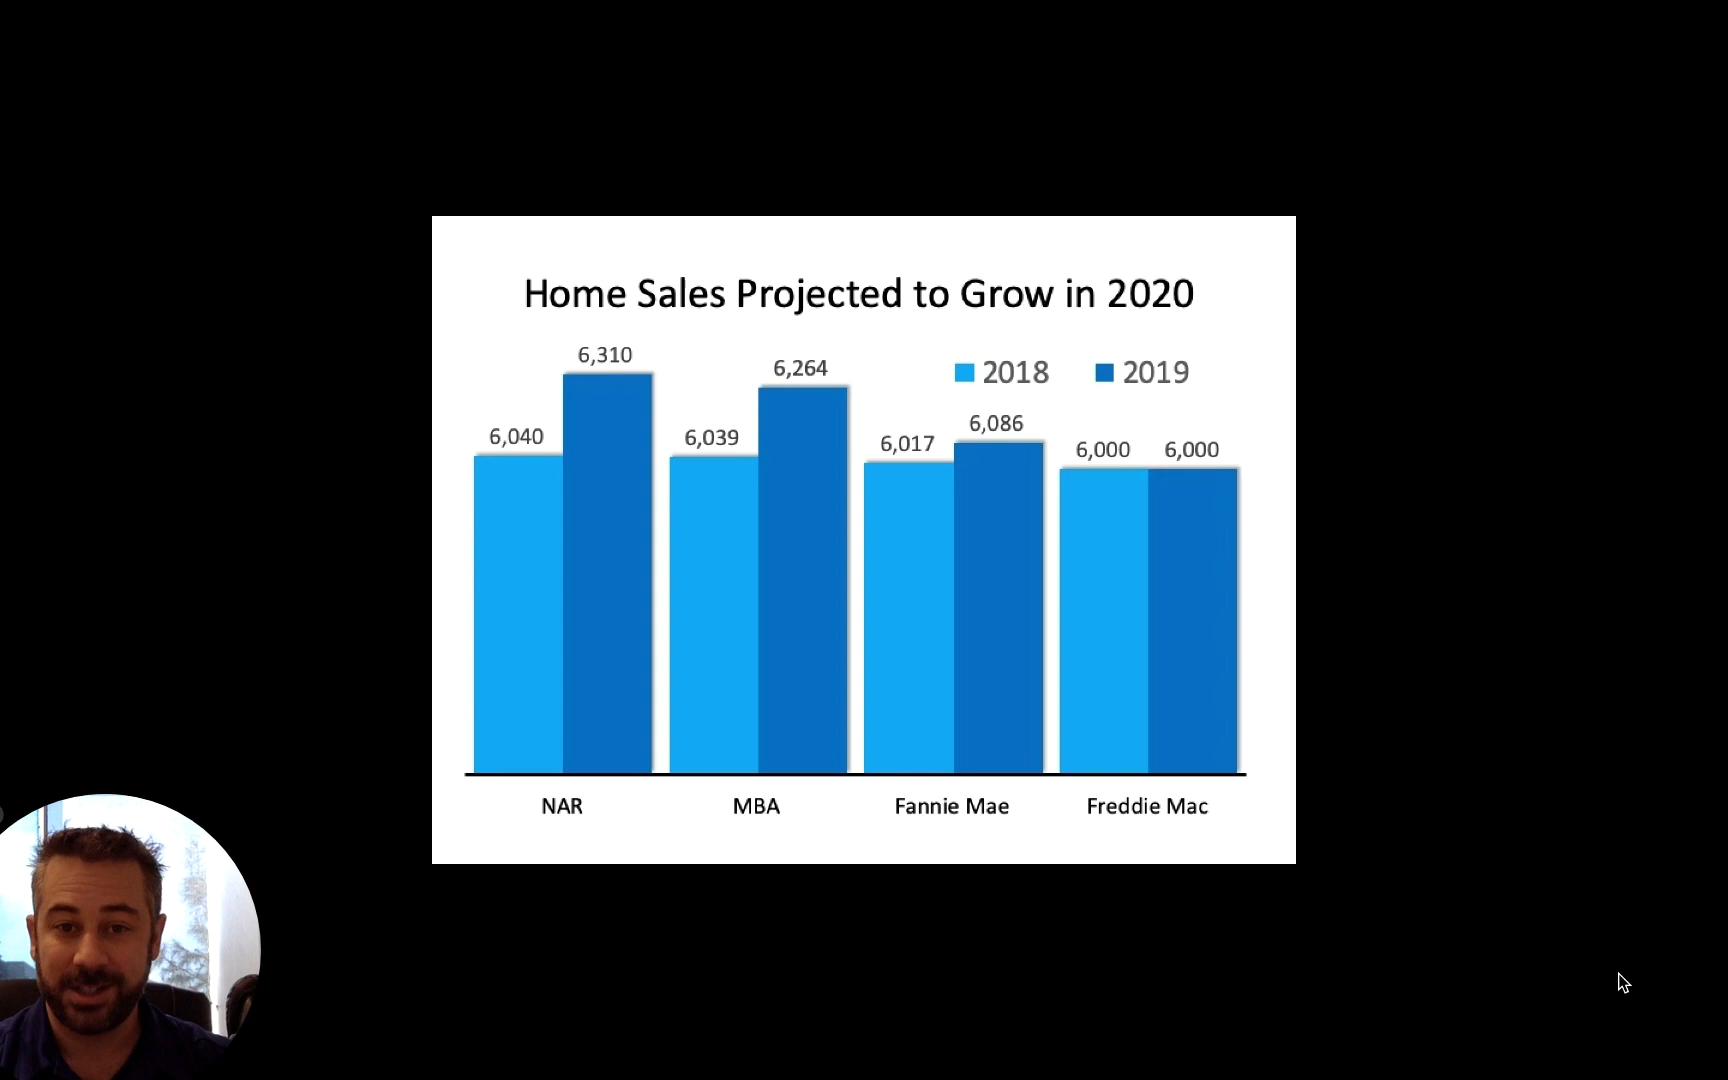 Home Sales Projected to Grow in 2020
2018 2019
6,040 6,310 6,039 6,264 6,017 6,086 6,000 6,000
NAR MBA Fannie Mae Freddie Mac